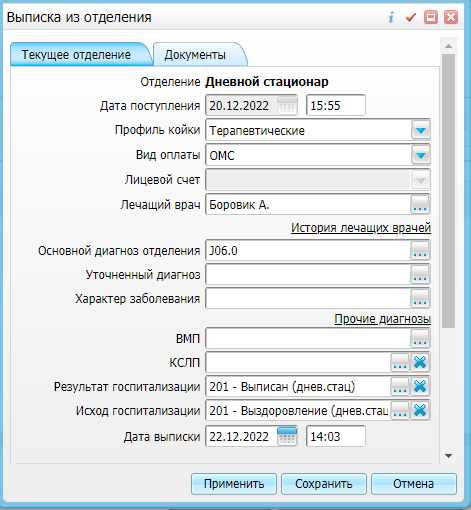 Выписка из отделения
Текущее отделение Документы
Отделение Дневной стационар
Дата поступления 20.12.2022 15:55
Профиль койки Терапевтические
Вид оплаты ОМС
Лицевой счет
Лечащий врач Боровик А.
История лечащих врачей
Основной диагноз отделения J06.0
Уточненный диагноз
Характер заболевания
Прочие диагнозы
ВМП
КСЛП
Результат госпитализации 201 - Выписан (днев.стац)
Исход госпитализации 201 - Выздоровление (днев.стац
Дата выписки 22.12.2022 14:03
Применить Сохранить Отмена